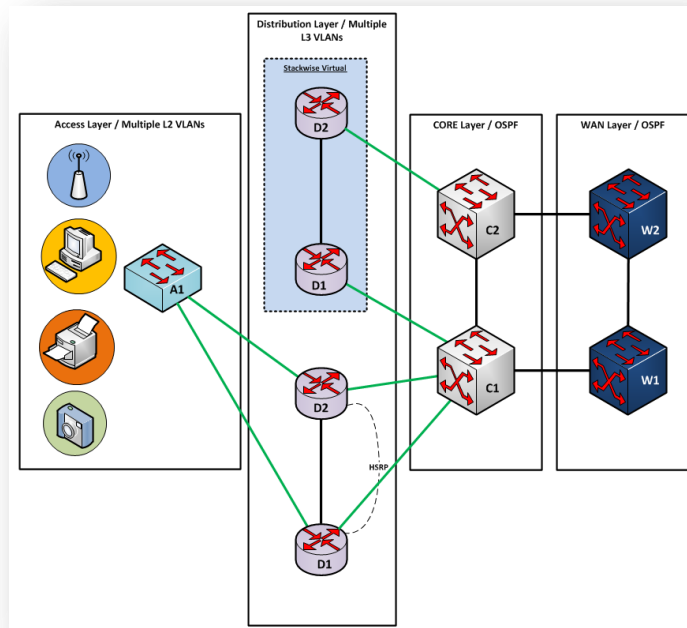 Distribution Layer / Multiple
L3 VLANs
Stackwise Virtual
D2
D1
Access Layer / Multiple L2 VLANs
A1
D2
HSRP
D1
CORE Layer / OSPF
C2
C1
WAN Layer / OSPF
W2
W1